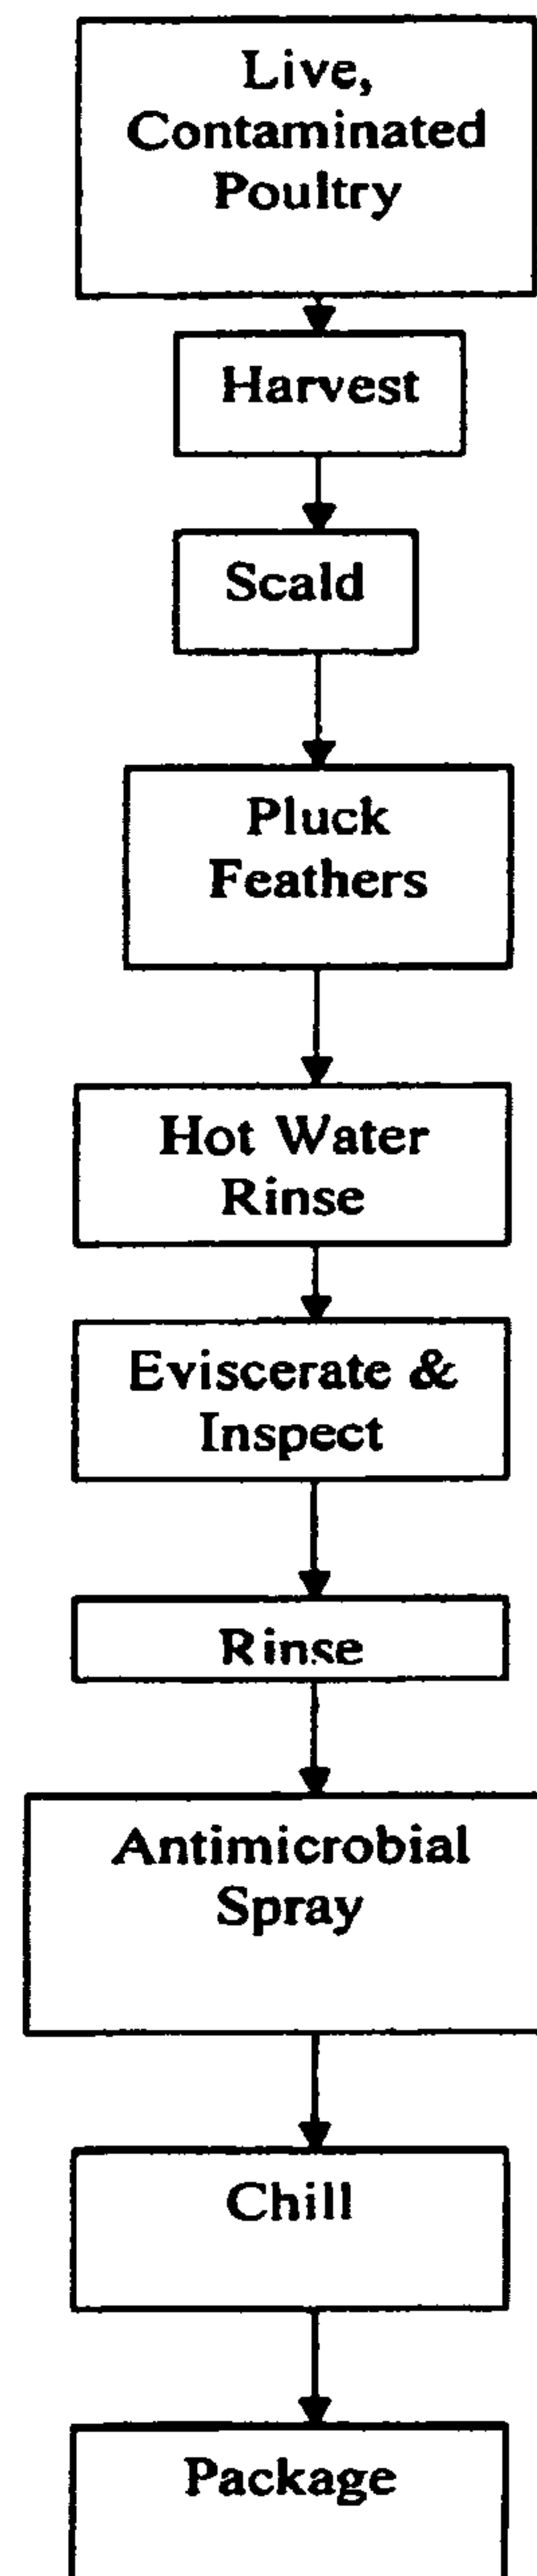 Live,
Contaminated
Poultry
Harvest
Scald
Pluck
Feathers
Hot Water
Rinse
Eviscerate &
Inspect
Rinse
Antimicrobial
Spray
Chill
Package